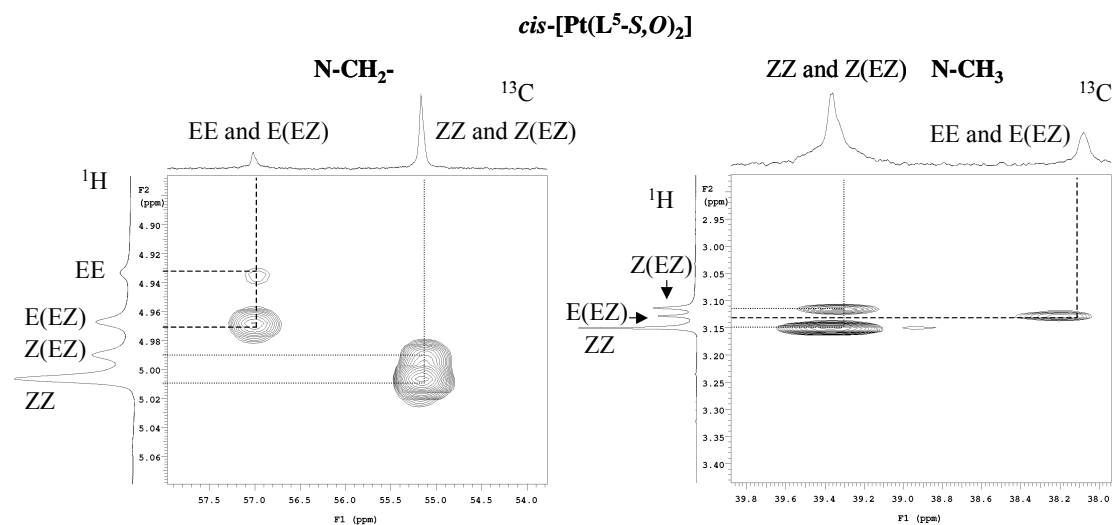 cis-[Pt(L⁵-S,O)₂]
N-CH₂-
¹³C
EE and E(EZ)
ZZ and Z(EZ)
¹H
F2
(ppm)
4.90
4.92
4.94
4.96
4.98
5.00
5.02
5.04
5.06
EE
E(EZ)
Z(EZ)
ZZ
57.5
57.0
56.5
56.0
55.5
55.0
54.5
54.0
F1 (ppm)
ZZ and Z(EZ)
N-CH₃
¹³C
EE and E(EZ)
¹H
F2
(ppm)
2.95
3.00
3.05
3.10
3.15
3.20
3.25
3.30
3.35
3.40
Z(EZ)
E(EZ)
ZZ
39.8
39.6
39.4
39.2
39.0
38.8
38.6
38.4
38.2
38.0
F1 (ppm)